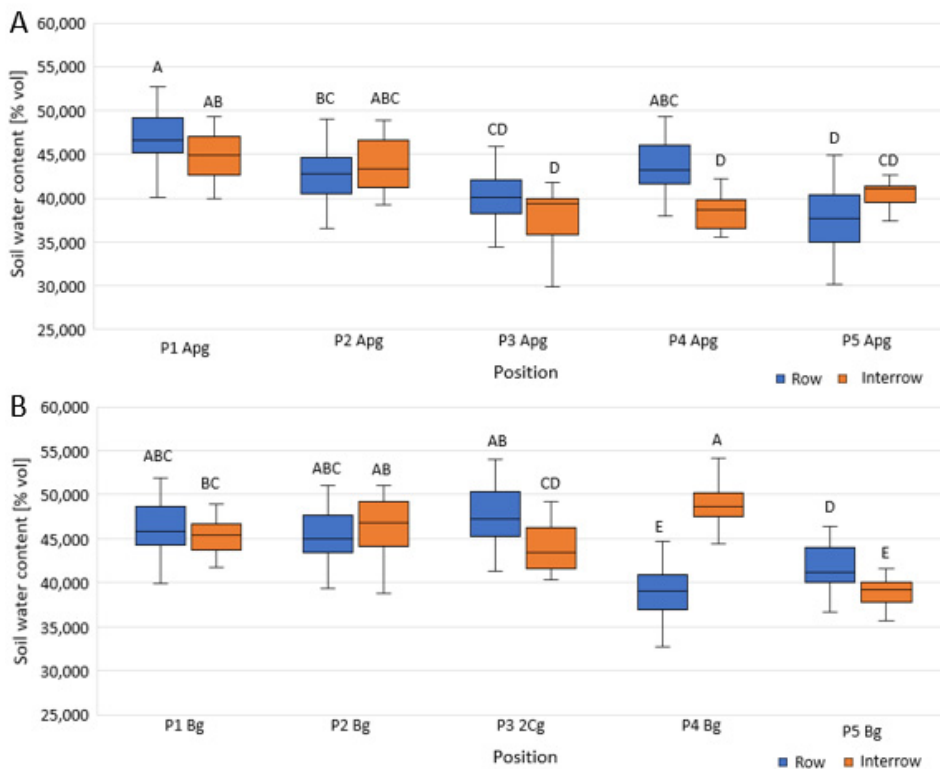 A
60,000
55,000
50,000
45,000
40,000
35,000
30,000
25,000
Soil water content [% vol]
A
AB
BC
ABC
CD
D
ABC
D
D
CD
P1 Apg
P2 Apg
P3 Apg
P4 Apg
P5 Apg
Position
Row
Interrow
B
60,000
55,000
50,000
45,000
40,000
35,000
30,000
25,000
Soil water content [% vol]
ABC
BC
ABC
AB
AB
CD
E
A
D
E
P1 Bg
P2 Bg
P3 2Cg
P4 Bg
P5 Bg
Position
Row
Interrow